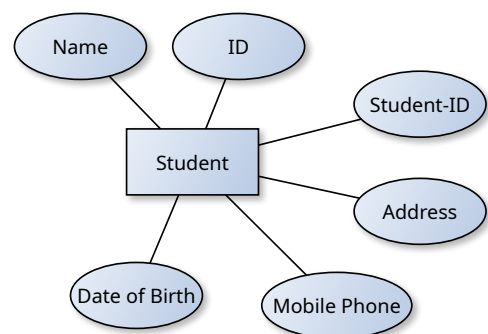 Name
ID
Student-ID
Student
Address
Date of Birth
Mobile Phone